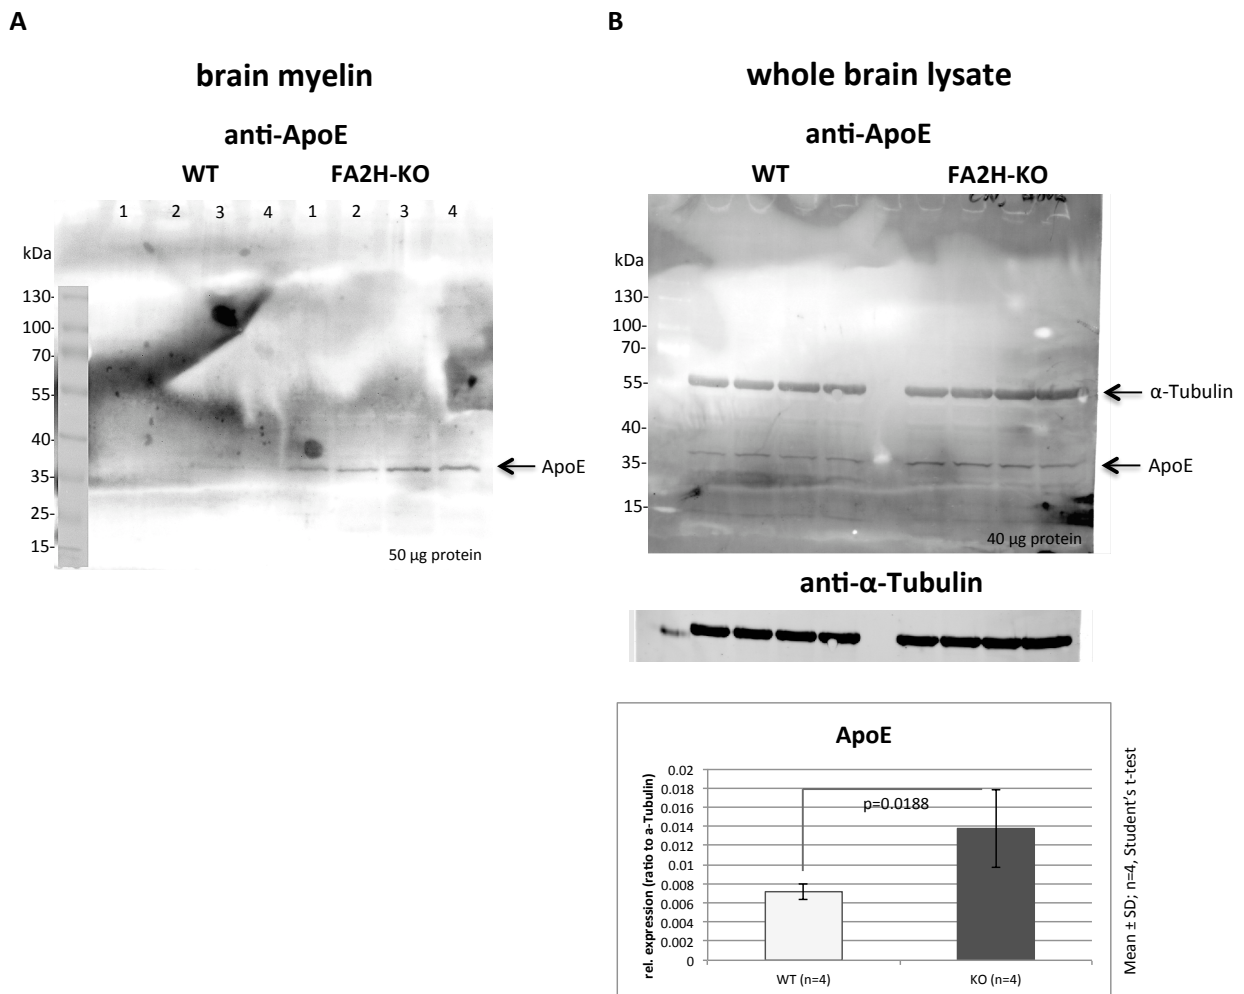 A
brain myelin
anti-ApoE
WT FA2H-KO
1 2 3 4 1 2 3 4
kDa
130-
100-
70-
55-
40-
35-
25-
15-
ApoE
50 µg protein
B
whole brain lysate
anti-ApoE
WT FA2H-KO
kDa
130-
100-
70-
55-
40-
35-
15-
α-Tubulin
ApoE
40 µg protein
anti-α-Tubulin
ApoE
rel. expression (ratio to a-Tubulin)
0.02
0.018
0.016
0.014
0.012
0.01
0.008
0.006
0.004
0.002
0
p=0.0188
WT (n=4) KO (n=4)
Mean ± SD; n=4, Student's t-test